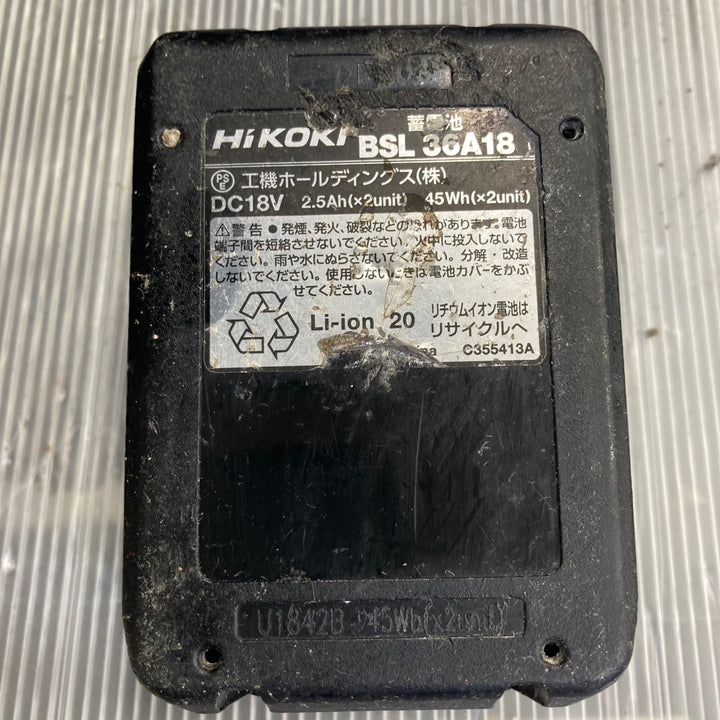 HiKOKI 蓄電池
BSL 36A18
PS E 工機ホールディングス(株)
DC18V 2.5Ah(×2unit) 45Wh(×2unit)
⚠警告 ● 発煙、発火、破裂などの恐れがあります。電池
端子間を短絡させないでください。火中に投入しないで
ください。雨や水にぬらさないでください。分解・改造
しないでください。使用しないときは電池カバーをかぶ
せてください。
Li-ion 20 リチウムイオン電池は
リサイクルへ
C355413A
U1842B 45Wh(×2unit)